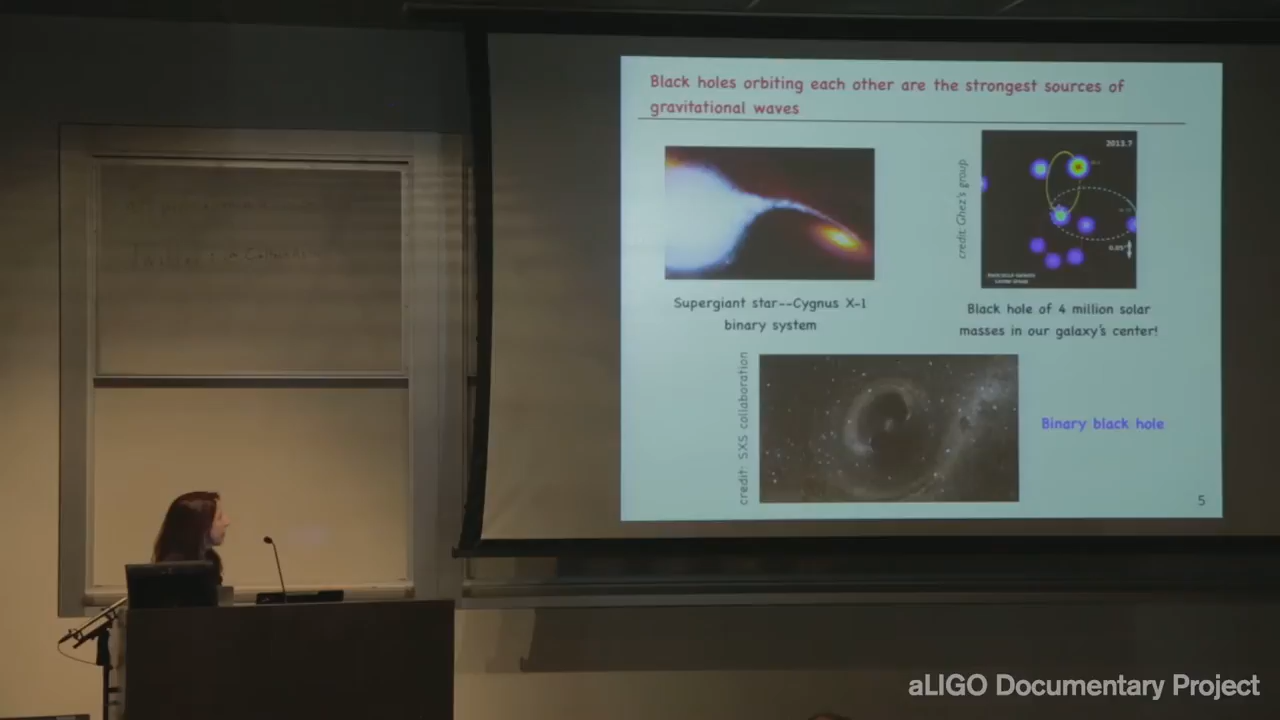 Black holes orbiting each other are the strongest sources of
gravitational waves
2013.7
credit: Ghez's group
0.05"
Supergiant star--Cygnus X-1
binary system
Black hole of 4 million solar
masses in our galaxy's center!
credit: SXS collaboration
Binary black hole
5
aLIGO Documentary Project